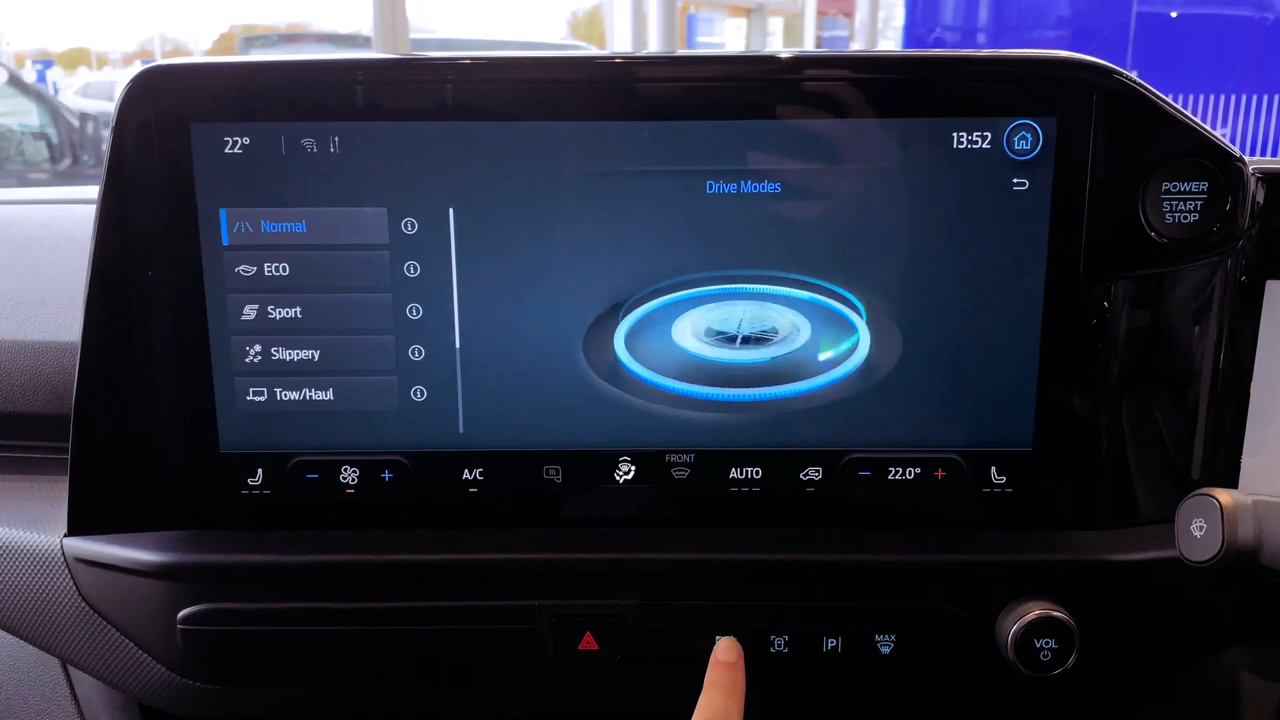 22°
13:52
Drive Modes
POWER
START
STOP
Normal
ECO
Sport
Slippery
Tow/Haul
FRONT
A/C
AUTO
22.0°
P
MAX
VOL